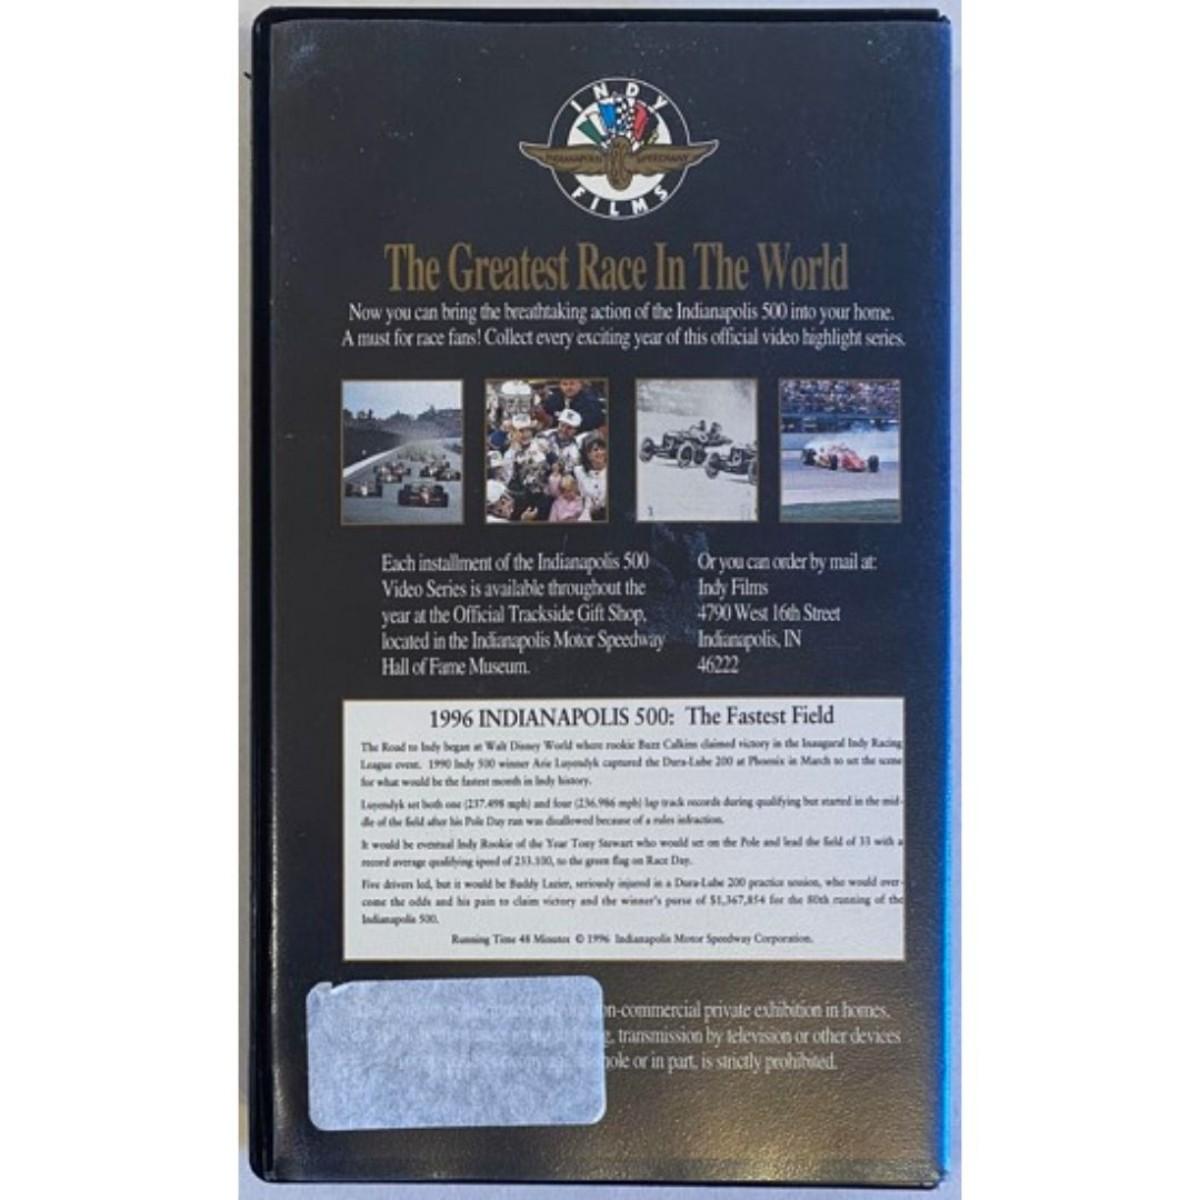 INDY
INDIANAPOLIS SPEEDWAY
FILMS
The Greatest Race In The World
Now you can bring the breathtaking action of the Indianapolis 500 into your home.
A must for race fans! Collect every exciting year of this official video highlight series.
Each installment of the Indianapolis 500
Video Series is available throughout the
year at the Official Trackside Gift Shop,
located in the Indianapolis Motor Speedway
Hall of Fame Museum.
Or you can order by mail at:
Indy Films
4790 West 16th Street
Indianapolis, IN
46222
1996 INDIANAPOLIS 500: The Fastest Field
The Road to Indy began at Walt Disney World where rookie Buzz Calkins claimed victory in the Inaugural Indy Racing
League event. 1990 Indy 500 winner Arie Luyendyk captured the Dura-Lube 200 at Phoenix in March to set the scene
for what would be the fastest month in Indy history.
Luyendyk set both one (237.498 mph) and four (236.986 mph) lap track records during qualifying but started in the mid-
dle of the field after his Pole Day run was disallowed because of a rules infraction.
It would be eventual Indy Rookie of the Year Tony Stewart who would set on the Pole and lead the field of 33 with a
record average qualifying speed of 233.100, to the green flag on Race Day.
Five drivers led, but it would be Buddy Lazier, seriously injured in a Dura-Lube 200 practice session, who would over-
come the odds and his pain to claim victory and the winner's purse of $1,367,854 for the 80th running of the
Indianapolis 500.
Running Time 48 Minutes © 1996 Indianapolis Motor Speedway Corporation.
on-commercial private exhibition in homes.
g, transmission by television or other devices
hole or in part, is strictly prohibited.